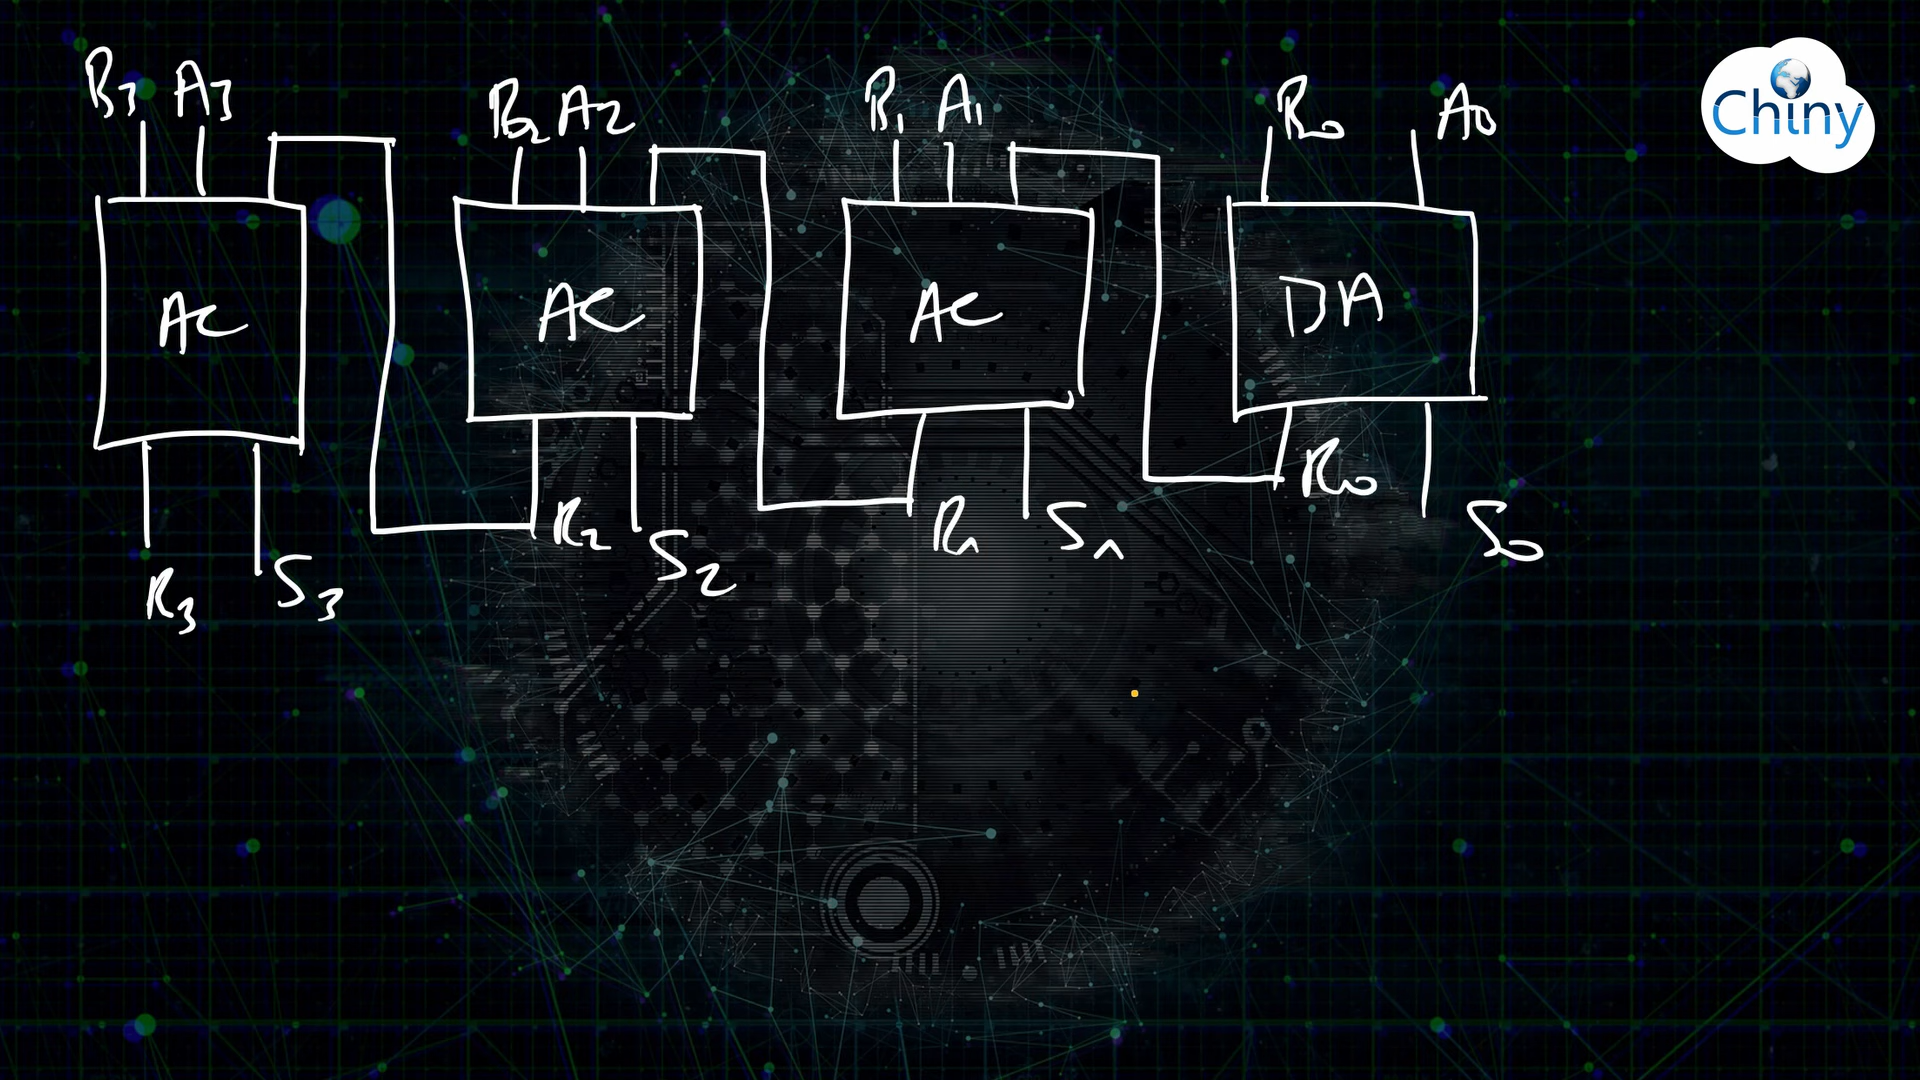 B3 A3 B2 A2 B1 A1 B0 A0
Chiny
AC AC AC DA
R3 S3 R2 S2 R1 S1 R0 S0